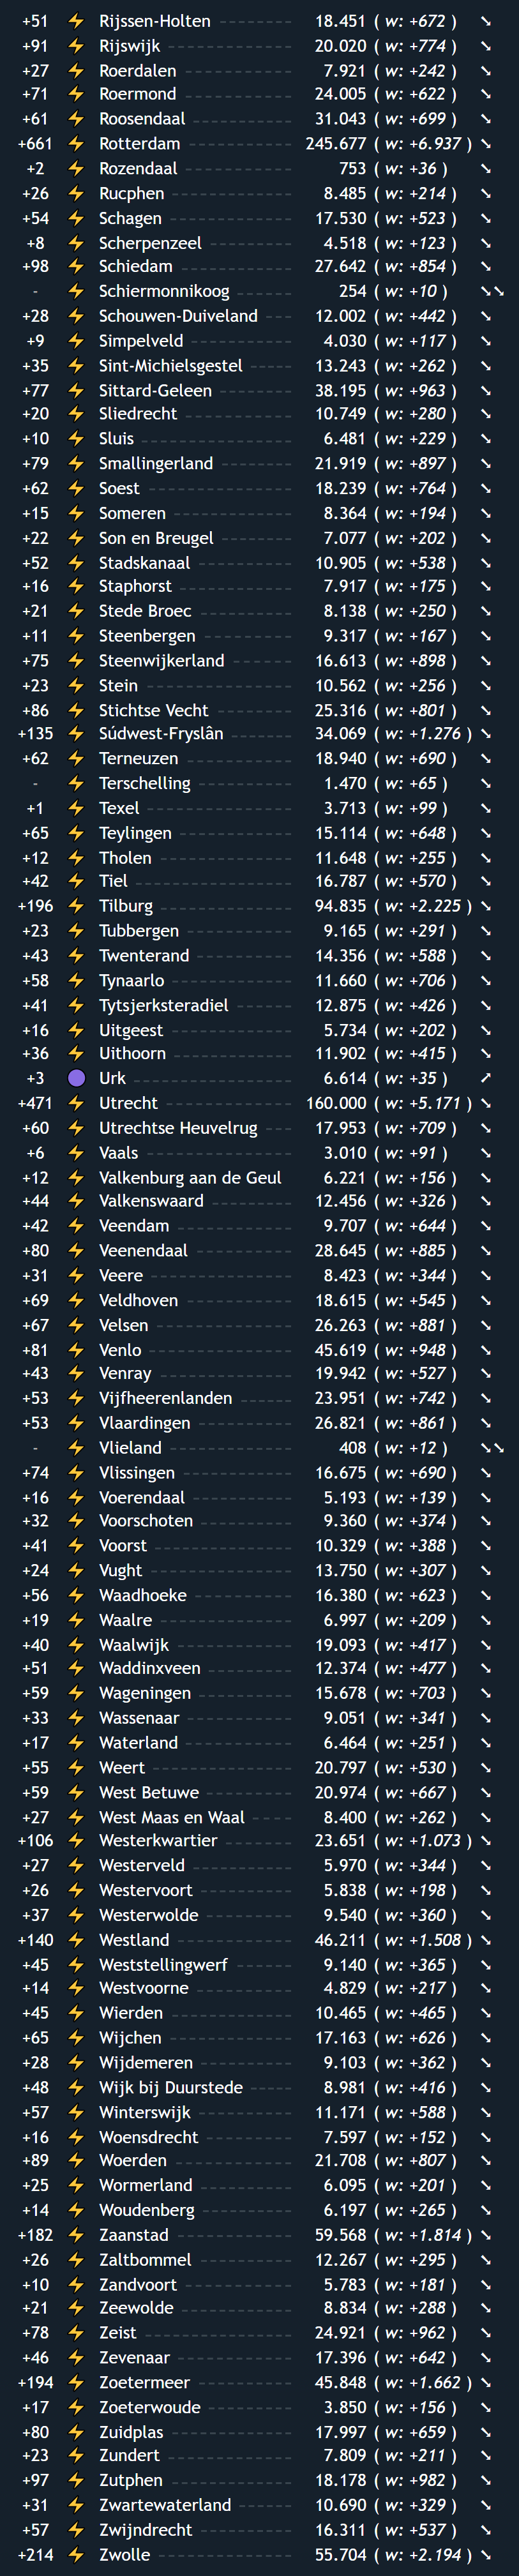 +51 ⚡ Rijssen-Holten 18.451 ( w: +672 ) ➘
+91 ⚡ Rijswijk 20.020 ( w: +774 ) ➘
+27 ⚡ Roerdalen 7.921 ( w: +242 ) ➘
+71 ⚡ Roermond 24.005 ( w: +622 ) ➘
+61 ⚡ Roosendaal 31.043 ( w: +699 ) ➘
+661 ⚡ Rotterdam 245.677 ( w: +6.937 ) ➘
+2 ⚡ Rozendaal 753 ( w: +36 ) ➘
+26 ⚡ Rucphen 8.485 ( w: +214 ) ➘
+54 ⚡ Schagen 17.530 ( w: +523 ) ➘
+8 ⚡ Scherpenzeel 4.518 ( w: +123 ) ➘
+98 ⚡ Schiedam 27.642 ( w: +854 ) ➘
- ⚡ Schiermonnikoog 254 ( w: +10 ) ➘➘
+28 ⚡ Schouwen-Duiveland 12.002 ( w: +442 ) ➘
+9 ⚡ Simpelveld 4.030 ( w: +117 ) ➘
+35 ⚡ Sint-Michielsgestel 13.243 ( w: +262 ) ➘
+77 ⚡ Sittard-Geleen 38.195 ( w: +963 ) ➘
+20 ⚡ Sliedrecht 10.749 ( w: +280 ) ➘
+10 ⚡ Sluis 6.481 ( w: +229 ) ➘
+79 ⚡ Smallingerland 21.919 ( w: +897 ) ➘
+62 ⚡ Soest 18.239 ( w: +764 ) ➘
+15 ⚡ Someren 8.364 ( w: +194 ) ➘
+22 ⚡ Son en Breugel 7.077 ( w: +202 ) ➘
+52 ⚡ Stadskanaal 10.905 ( w: +538 ) ➘
+16 ⚡ Staphorst 7.917 ( w: +175 ) ➘
+21 ⚡ Stede Broec 8.138 ( w: +250 ) ➘
+11 ⚡ Steenbergen 9.317 ( w: +167 ) ➘
+75 ⚡ Steenwijkerland 16.613 ( w: +898 ) ➘
+23 ⚡ Stein 10.562 ( w: +256 ) ➘
+86 ⚡ Stichtse Vecht 25.316 ( w: +801 ) ➘
+135 ⚡ Súdwest-Fryslân 34.069 ( w: +1.276 ) ➘
+62 ⚡ Terneuzen 18.940 ( w: +690 ) ➘
- ⚡ Terschelling 1.470 ( w: +65 ) ➘
+1 ⚡ Texel 3.713 ( w: +99 ) ➘
+65 ⚡ Teylingen 15.114 ( w: +648 ) ➘
+12 ⚡ Tholen 11.648 ( w: +255 ) ➘
+42 ⚡ Tiel 16.787 ( w: +570 ) ➘
+196 ⚡ Tilburg 94.835 ( w: +2.225 ) ➘
+23 ⚡ Tubbergen 9.165 ( w: +291 ) ➘
+43 ⚡ Twenterand 14.356 ( w: +588 ) ➘
+58 ⚡ Tynaarlo 11.660 ( w: +706 ) ➘
+41 ⚡ Tytsjerksteradiel 12.875 ( w: +426 ) ➘
+16 ⚡ Uitgeest 5.734 ( w: +202 ) ➘
+36 ⚡ Uithoorn 11.902 ( w: +415 ) ➘
+3 🟣 Urk 6.614 ( w: +35 ) ➚
+471 ⚡ Utrecht 160.000 ( w: +5.171 ) ➘
+60 ⚡ Utrechtse Heuvelrug 17.953 ( w: +709 ) ➘
+6 ⚡ Vaals 3.010 ( w: +91 ) ➘
+12 ⚡ Valkenburg aan de Geul 6.221 ( w: +156 ) ➘
+44 ⚡ Valkenswaard 12.456 ( w: +326 ) ➘
+42 ⚡ Veendam 9.707 ( w: +644 ) ➘
+80 ⚡ Veenendaal 28.645 ( w: +885 ) ➘
+31 ⚡ Veere 8.423 ( w: +344 ) ➘
+69 ⚡ Veldhoven 18.615 ( w: +545 ) ➘
+67 ⚡ Velsen 26.263 ( w: +881 ) ➘
+81 ⚡ Venlo 45.619 ( w: +948 ) ➘
+43 ⚡ Venray 19.942 ( w: +527 ) ➘
+53 ⚡ Vijfheerenlanden 23.951 ( w: +742 ) ➘
+53 ⚡ Vlaardingen 26.821 ( w: +861 ) ➘
- ⚡ Vlieland 408 ( w: +12 ) ➘➘
+74 ⚡ Vlissingen 16.675 ( w: +690 ) ➘
+16 ⚡ Voerendaal 5.193 ( w: +139 ) ➘
+32 ⚡ Voorschoten 9.360 ( w: +374 ) ➘
+41 ⚡ Voorst 10.329 ( w: +388 ) ➘
+24 ⚡ Vught 13.750 ( w: +307 ) ➘
+56 ⚡ Waadhoeke 16.380 ( w: +623 ) ➘
+19 ⚡ Waalre 6.997 ( w: +209 ) ➘
+40 ⚡ Waalwijk 19.093 ( w: +417 ) ➘
+51 ⚡ Waddinxveen 12.374 ( w: +477 ) ➘
+59 ⚡ Wageningen 15.678 ( w: +703 ) ➘
+33 ⚡ Wassenaar 9.051 ( w: +341 ) ➘
+17 ⚡ Waterland 6.464 ( w: +251 ) ➘
+55 ⚡ Weert 20.797 ( w: +530 ) ➘
+59 ⚡ West Betuwe 20.974 ( w: +667 ) ➘
+27 ⚡ West Maas en Waal 8.400 ( w: +262 ) ➘
+106 ⚡ Westerkwartier 23.651 ( w: +1.073 ) ➘
+27 ⚡ Westerveld 5.970 ( w: +344 ) ➘
+26 ⚡ Westervoort 5.838 ( w: +198 ) ➘
+37 ⚡ Westerwolde 9.540 ( w: +360 ) ➘
+140 ⚡ Westland 46.211 ( w: +1.508 ) ➘
+45 ⚡ Weststellingwerf 9.140 ( w: +365 ) ➘
+14 ⚡ Westvoorne 4.829 ( w: +217 ) ➘
+45 ⚡ Wierden 10.465 ( w: +465 ) ➘
+65 ⚡ Wijchen 17.163 ( w: +626 ) ➘
+28 ⚡ Wijdemeren 9.103 ( w: +362 ) ➘
+48 ⚡ Wijk bij Duurstede 8.981 ( w: +416 ) ➘
+57 ⚡ Winterswijk 11.171 ( w: +588 ) ➘
+16 ⚡ Woensdrecht 7.597 ( w: +152 ) ➘
+89 ⚡ Woerden 21.708 ( w: +807 ) ➘
+25 ⚡ Wormerland 6.095 ( w: +201 ) ➘
+14 ⚡ Woudenberg 6.197 ( w: +265 ) ➘
+182 ⚡ Zaanstad 59.568 ( w: +1.814 ) ➘
+26 ⚡ Zaltbommel 12.267 ( w: +295 ) ➘
+10 ⚡ Zandvoort 5.783 ( w: +181 ) ➘
+21 ⚡ Zeewolde 8.834 ( w: +288 ) ➘
+78 ⚡ Zeist 24.921 ( w: +962 ) ➘
+46 ⚡ Zevenaar 17.396 ( w: +642 ) ➘
+194 ⚡ Zoetermeer 45.848 ( w: +1.662 ) ➘
+17 ⚡ Zoeterwoude 3.850 ( w: +156 ) ➘
+80 ⚡ Zuidplas 17.997 ( w: +659 ) ➘
+23 ⚡ Zundert 7.809 ( w: +211 ) ➘
+97 ⚡ Zutphen 18.178 ( w: +982 ) ➘
+31 ⚡ Zwartewaterland 10.690 ( w: +329 ) ➘
+57 ⚡ Zwijndrecht 16.311 ( w: +537 ) ➘
+214 ⚡ Zwolle 55.704 ( w: +2.194 ) ➘